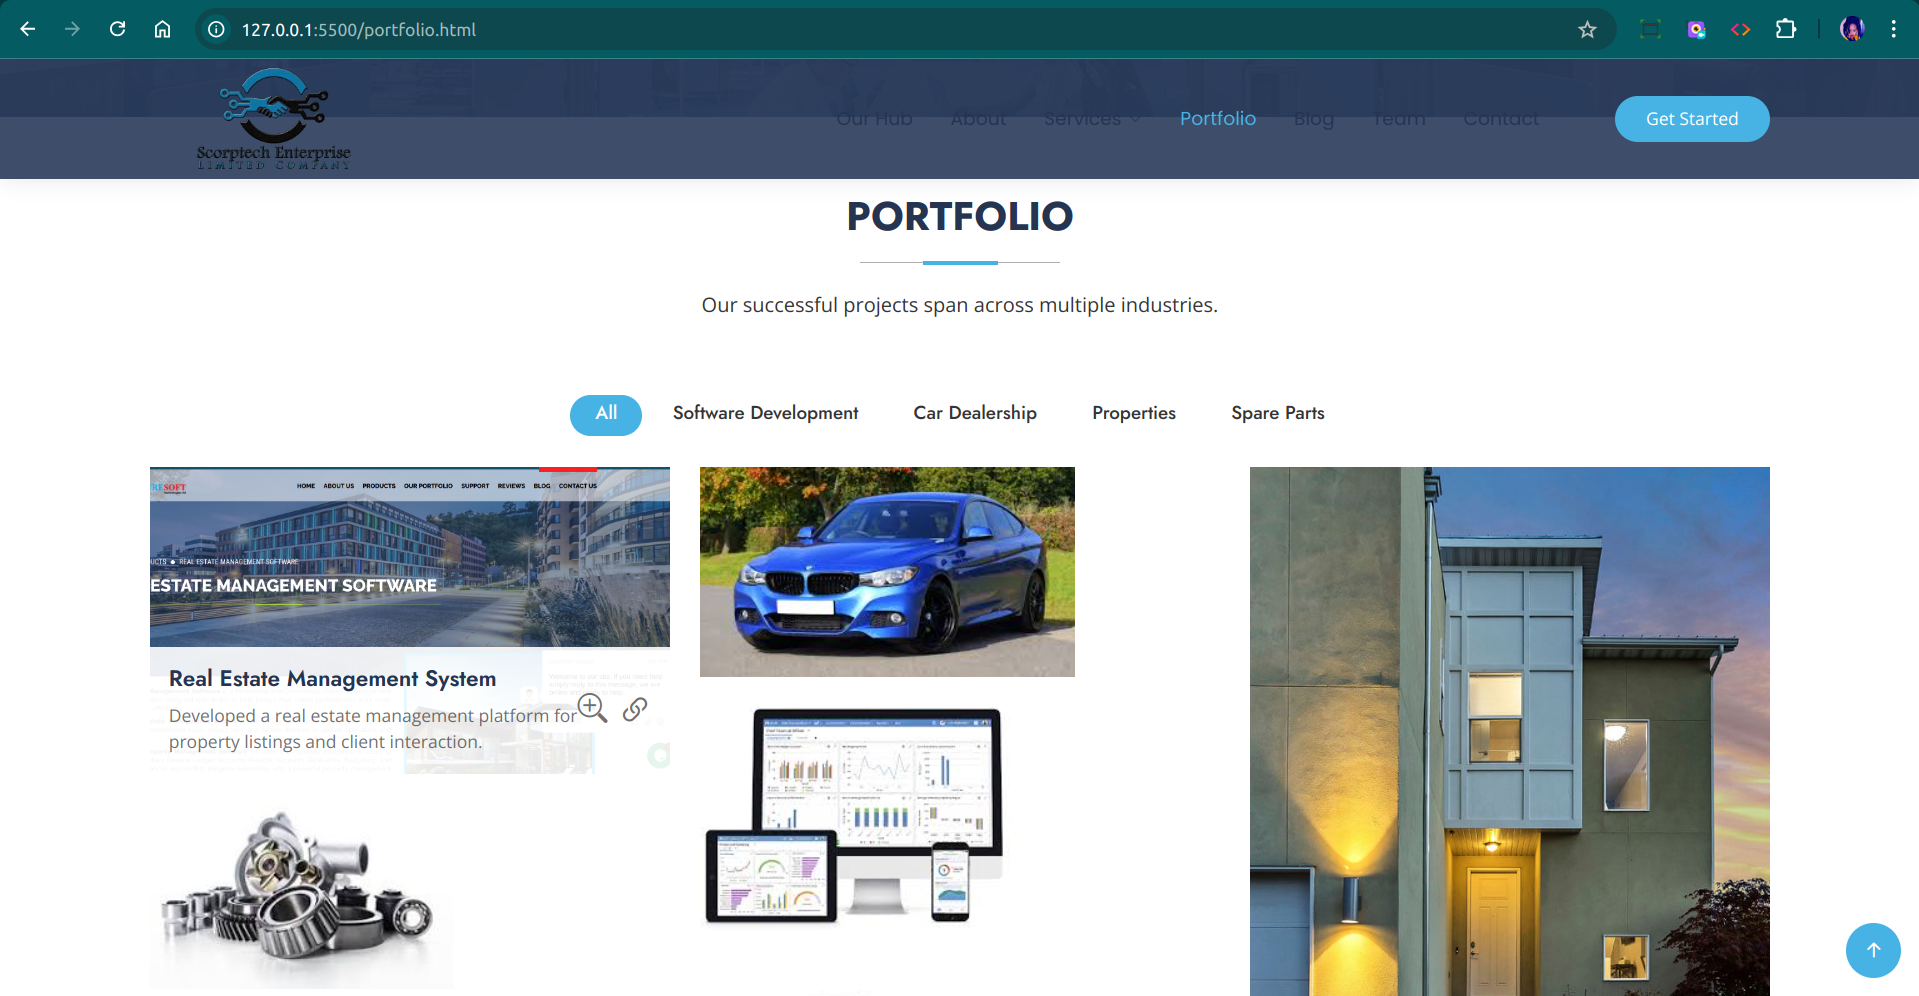 127.0.0.1:5500/portfolio.html
Scorptech Enterprise
LIMITED COMPANY
Our Hub About Services Portfolio Blog Team Contact
Get Started
PORTFOLIO
Our successful projects span across multiple industries.
All Software Development Car Dealership Properties Spare Parts
RESOFT
HOME ABOUT US PRODUCTS OUR PORTFOLIO SUPPORT REVIEWS BLOG CONTACT US
UCTS ● REAL ESTATE MANAGEMENT SOFTWARE
ESTATE MANAGEMENT SOFTWARE
Real Estate Management System
Developed a real estate management platform for
property listings and client interaction.